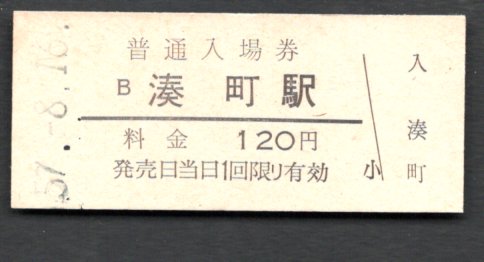 57.-8.16.
普通入場券
B 湊町駅
料金 120円
発売日当日1回限り有効
小
入
湊
町